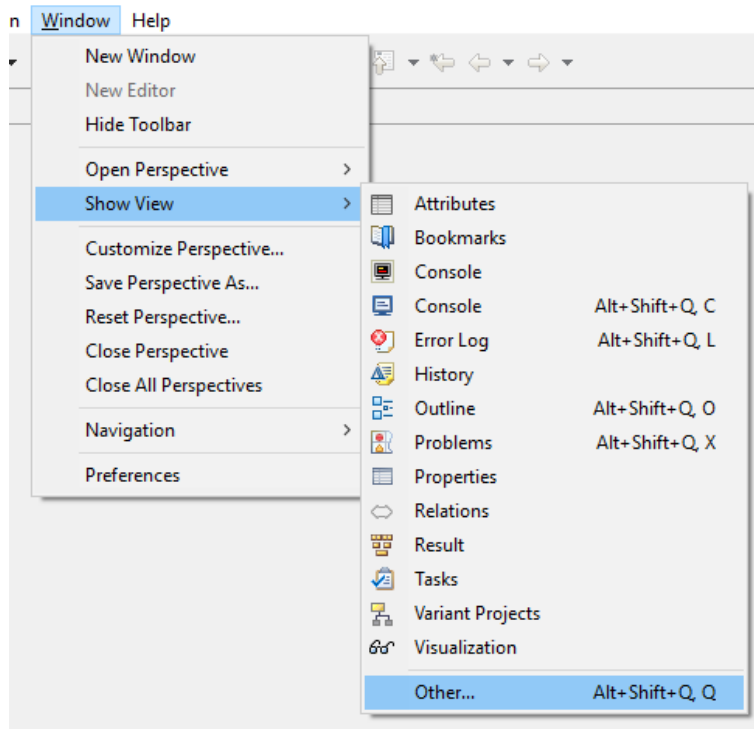 n Window Help
New Window
New Editor
Hide Toolbar
Open Perspective
Show View
Customize Perspective...
Save Perspective As...
Reset Perspective...
Close Perspective
Close All Perspectives
Navigation
Preferences
Attributes
Bookmarks
Console
Console Alt+Shift+Q, C
Error Log Alt+Shift+Q, L
History
Outline Alt+Shift+Q, O
Problems Alt+Shift+Q, X
Properties
Relations
Result
Tasks
Variant Projects
Visualization
Other... Alt+Shift+Q, Q